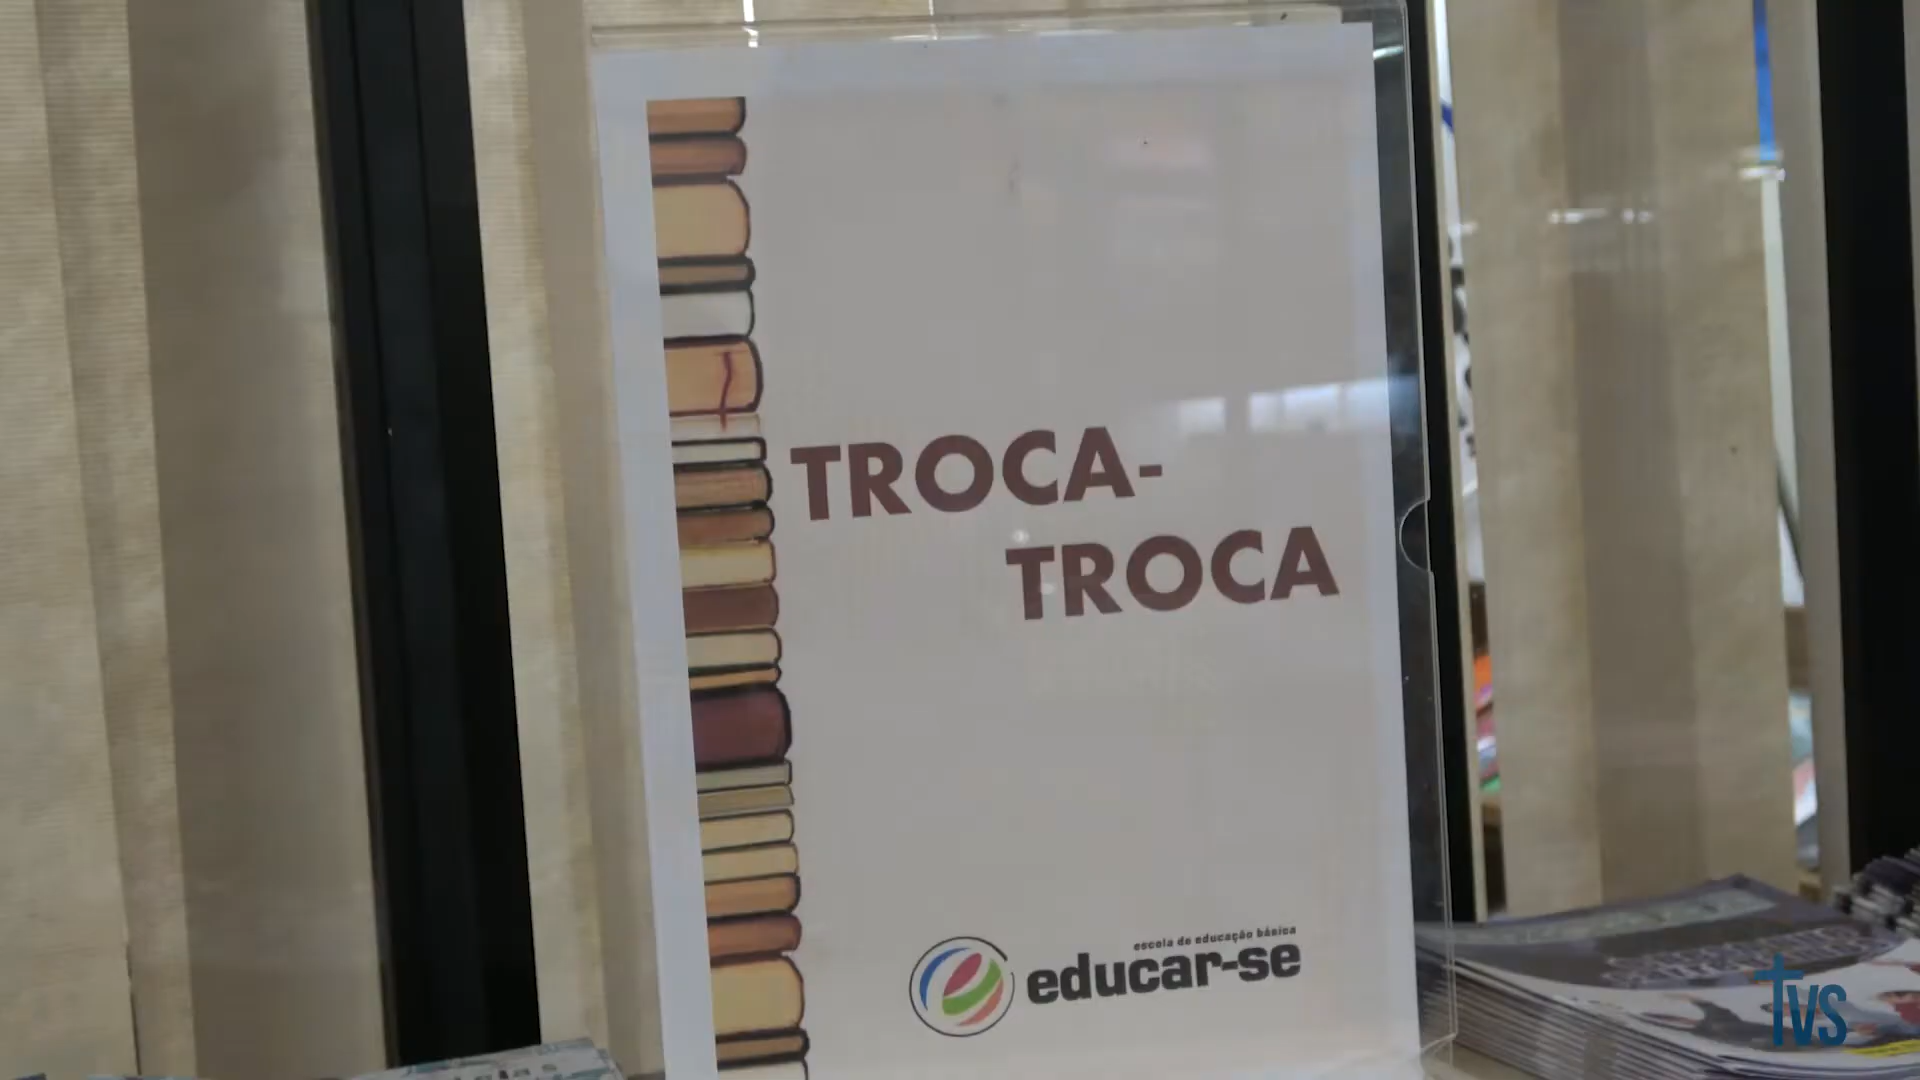 TROCA-
TROCA
escola de educação básica
educar-se
tvs